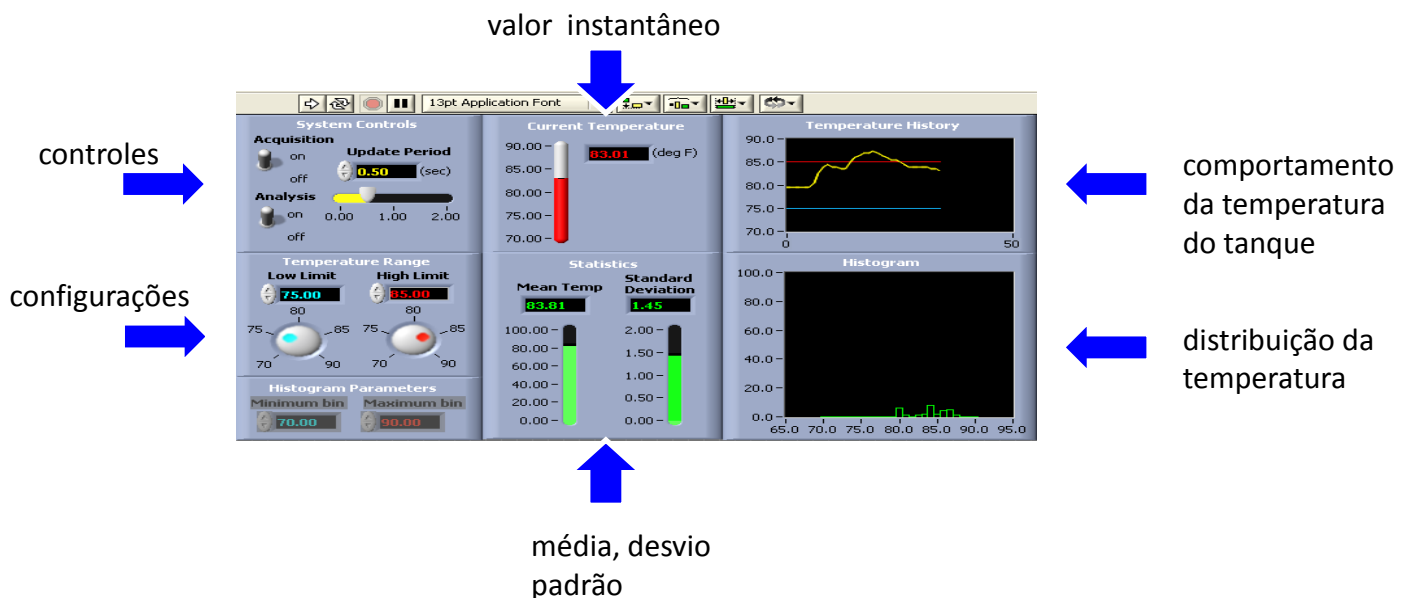 valor instantâneo
13pt Application Font
controles
configurações
System Controls
Acquisition
on
off
Update Period
0.50 (sec)
Analysis
on
off
0.00 1.00 2.00
Current Temperature
90.00
85.00
80.00
75.00
70.00
83.01 (deg F)
Temperature History
90.0
85.0
80.0
75.0
70.0
0 50
comportamento
da temperatura
do tanque
Temperature Range
Low Limit High Limit
75.00 85.00
80 80
75 85 75 85
70 90 70 90
Histogram Parameters
Minimum bin Maximum bin
70.00 90.00
Statistics
Mean Temp
83.81
Standard
Deviation
1.45
100.00
80.00
60.00
40.00
20.00
0.00
2.00
1.50
1.00
0.50
0.00
Histogram
100.0
80.0
60.0
40.0
20.0
0.0
65.0 70.0 75.0 80.0 85.0 90.0 95.0
distribuição da
temperatura
média, desvio
padrão